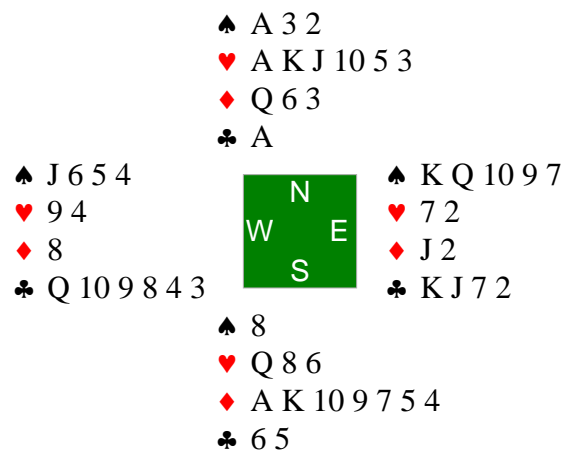 ♠ A 3 2
♥ A K J 10 5 3
♦ Q 6 3
♣ A
♠ J 6 5 4
♥ 9 4
♦ 8
♣ Q 10 9 8 4 3
N
W E
S
♠ K Q 10 9 7
♥ 7 2
♦ J 2
♣ K J 7 2
♠ 8
♥ Q 8 6
♦ A K 10 9 7 5 4
♣ 6 5